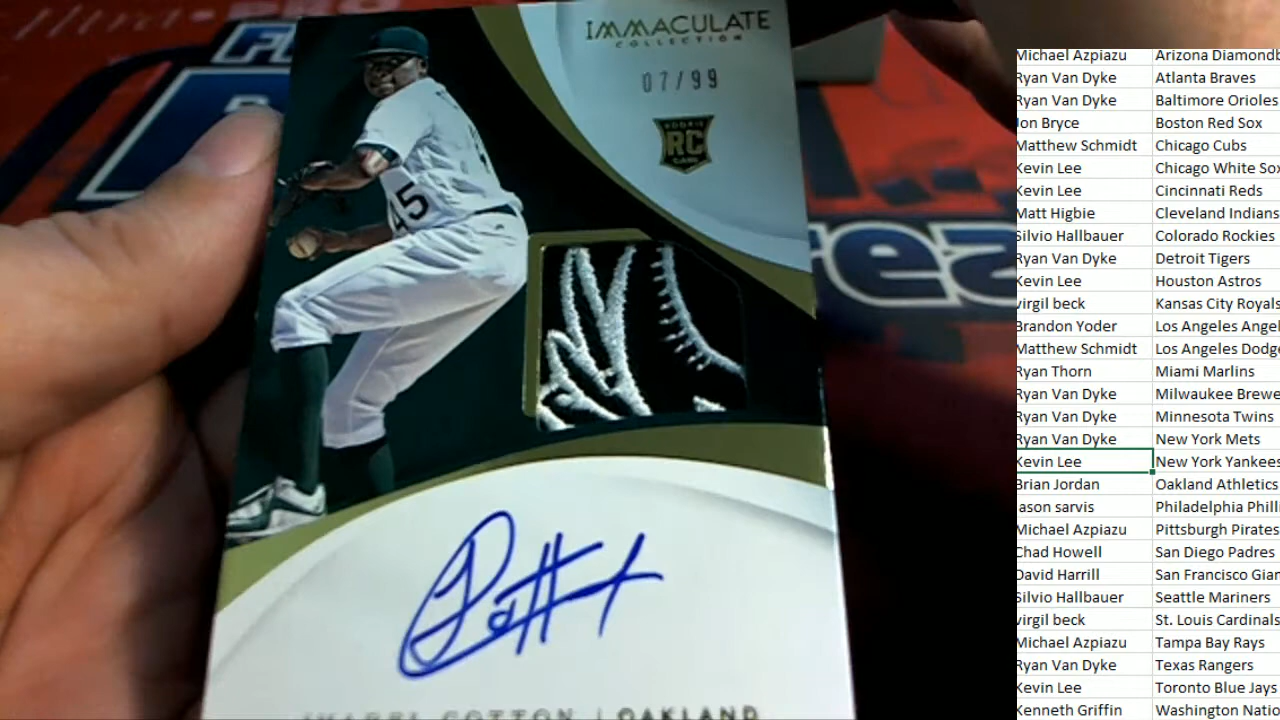 IMMACULATE
COLLECTION
07/99
ROOKIE
RC
CARD
45
COTTON | OAKLAND
Michael Azpiazu Arizona Diamondb
Ryan Van Dyke Atlanta Braves
Ryan Van Dyke Baltimore Orioles
Jon Bryce Boston Red Sox
Matthew Schmidt Chicago Cubs
Kevin Lee Chicago White Sox
Kevin Lee Cincinnati Reds
Matt Higbie Cleveland Indians
Silvio Hallbauer Colorado Rockies
Ryan Van Dyke Detroit Tigers
Kevin Lee Houston Astros
virgil beck Kansas City Royals
Brandon Yoder Los Angeles Angel
Matthew Schmidt Los Angeles Dodge
Ryan Thorn Miami Marlins
Ryan Van Dyke Milwaukee Brewe
Ryan Van Dyke Minnesota Twins
Ryan Van Dyke New York Mets
Kevin Lee New York Yankees
Brian Jordan Oakland Athletics
ason sarvis Philadelphia Philli
Michael Azpiazu Pittsburgh Pirates
Chad Howell San Diego Padres
David Harrill San Francisco Gian
Silvio Hallbauer Seattle Mariners
virgil beck St. Louis Cardinals
Michael Azpiazu Tampa Bay Rays
Ryan Van Dyke Texas Rangers
Kevin Lee Toronto Blue Jays
Kenneth Griffin Washington Natio